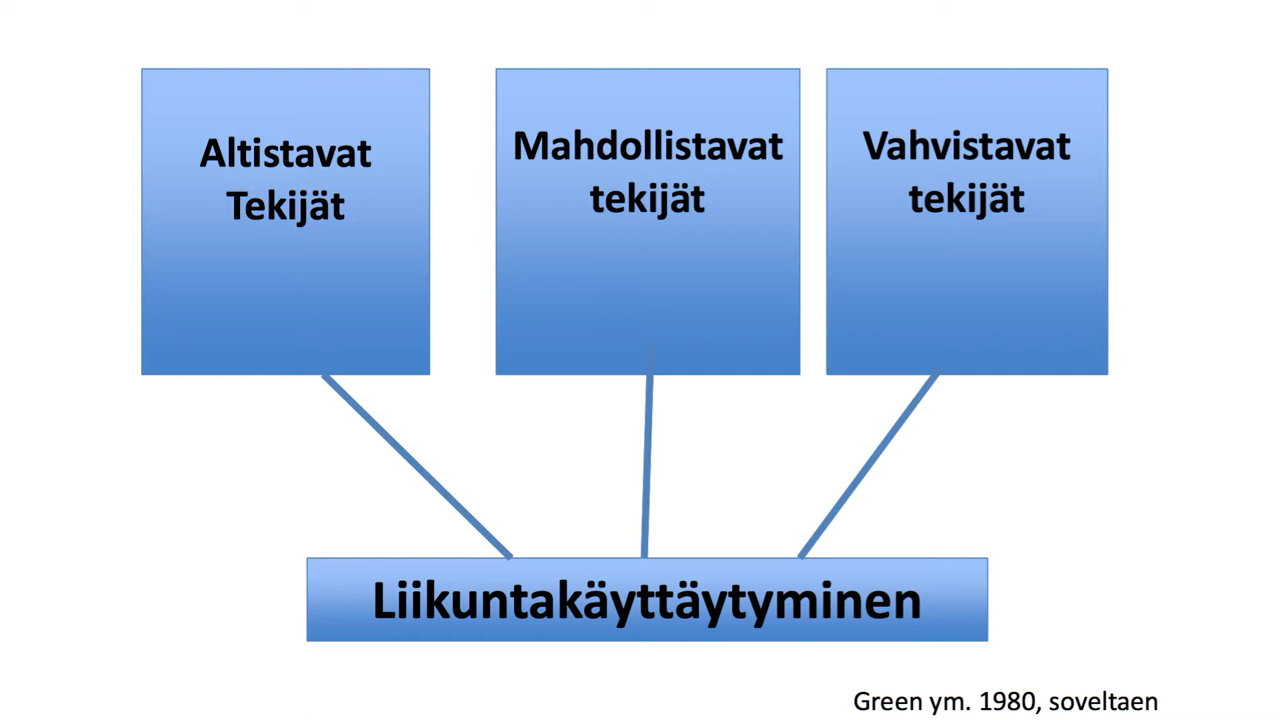 Altistavat
Tekijät
Mahdollistavat
tekijät
Vahvistavat
tekijät
Liikuntakäyttäytyminen
Green ym. 1980, soveltaen